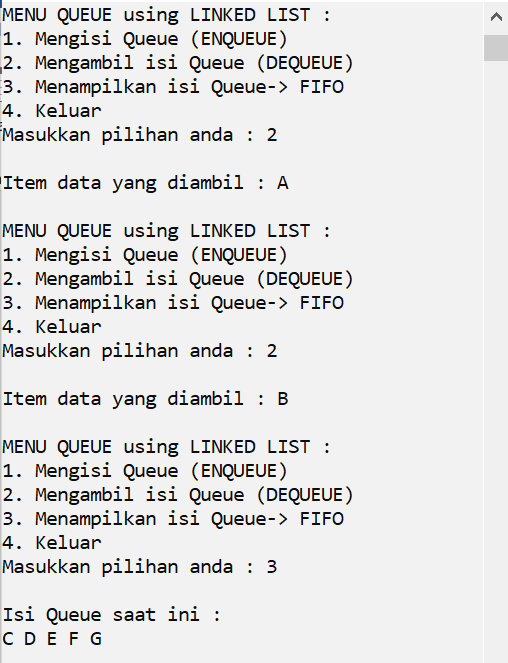 MENU QUEUE using LINKED LIST :
1. Mengisi Queue (ENQUEUE)
2. Mengambil isi Queue (DEQUEUE)
3. Menampilkan isi Queue-> FIFO
4. Keluar
Masukkan pilihan anda : 2
Item data yang diambil : A
MENU QUEUE using LINKED LIST :
1. Mengisi Queue (ENQUEUE)
2. Mengambil isi Queue (DEQUEUE)
3. Menampilkan isi Queue-> FIFO
4. Keluar
Masukkan pilihan anda : 2
Item data yang diambil : B
MENU QUEUE using LINKED LIST :
1. Mengisi Queue (ENQUEUE)
2. Mengambil isi Queue (DEQUEUE)
3. Menampilkan isi Queue-> FIFO
4. Keluar
Masukkan pilihan anda : 3
Isi Queue saat ini :
C D E F G